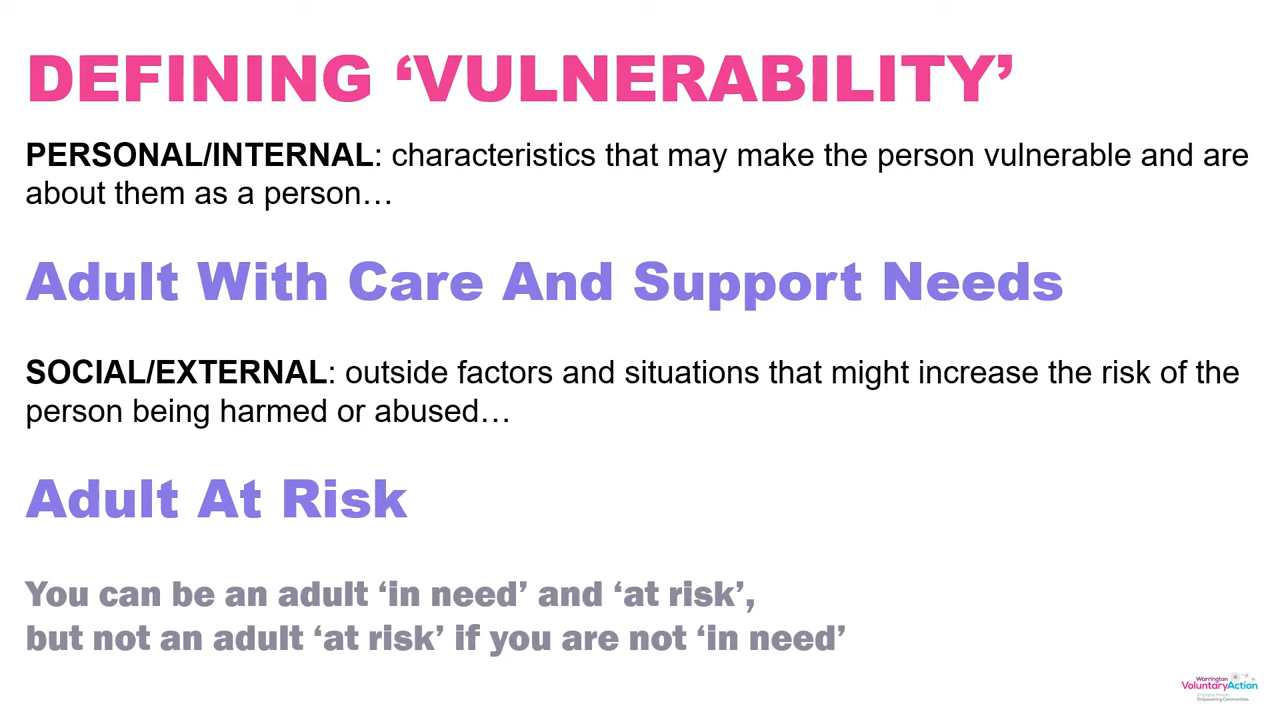 DEFINING ‘VULNERABILITY’
PERSONAL/INTERNAL: characteristics that may make the person vulnerable and are
about them as a person…
Adult With Care And Support Needs
SOCIAL/EXTERNAL: outside factors and situations that might increase the risk of the
person being harmed or abused…
Adult At Risk
You can be an adult ‘in need’ and ‘at risk’,
but not an adult ‘at risk’ if you are not ‘in need’
Warrington
VoluntaryAction
Empowering Communities